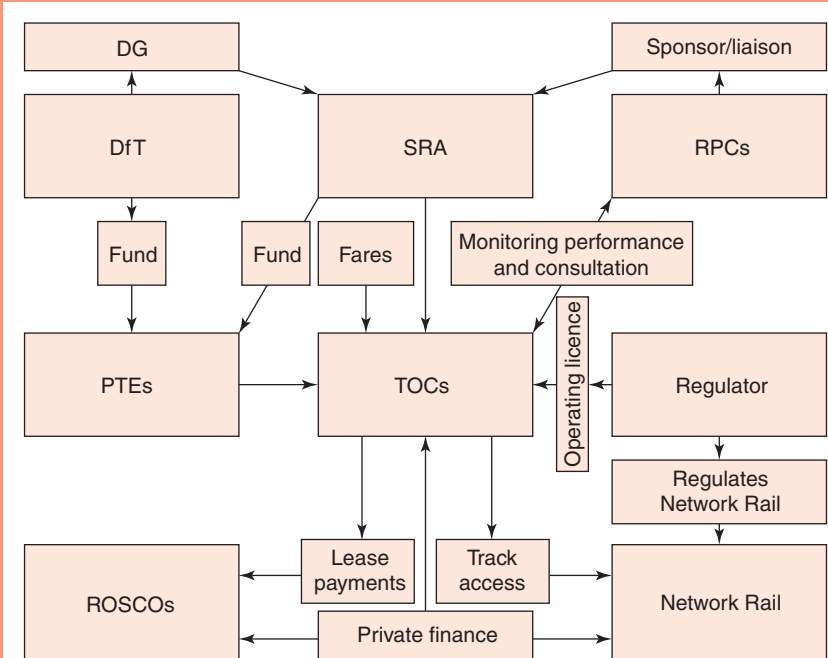 DG
Sponsor/liaison
DfT
SRA
RPCs
Fund
Fund
Fares
Monitoring performance
and consultation
PTEs
TOCs
Operating licence
Regulator
Regulates
Network Rail
ROSCOs
Lease
payments
Track
access
Network Rail
Private finance